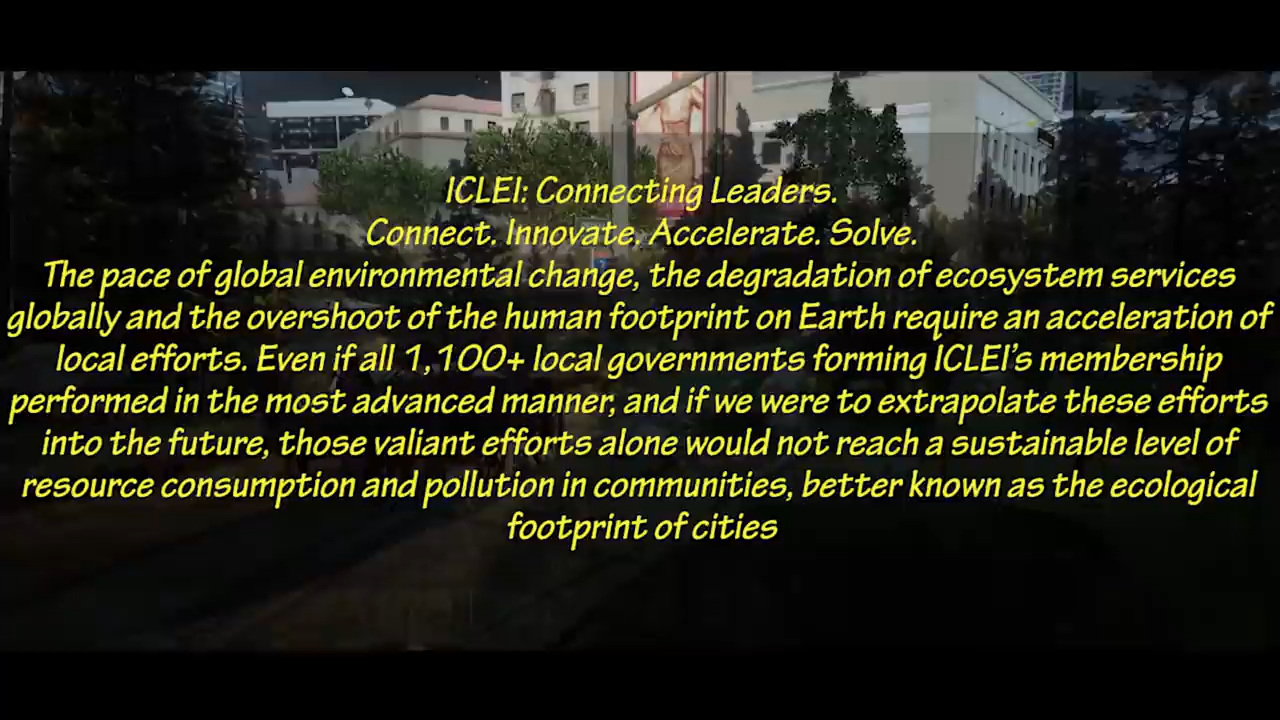 ICLEI: Connecting Leaders.
Connect. Innovate. Accelerate. Solve.
The pace of global environmental change, the degradation of ecosystem services
globally and the overshoot of the human footprint on Earth require an acceleration of
local efforts. Even if all 1,100+ local governments forming ICLEI's membership
performed in the most advanced manner, and if we were to extrapolate these efforts
into the future, those valiant efforts alone would not reach a sustainable level of
resource consumption and pollution in communities, better known as the ecological
footprint of cities